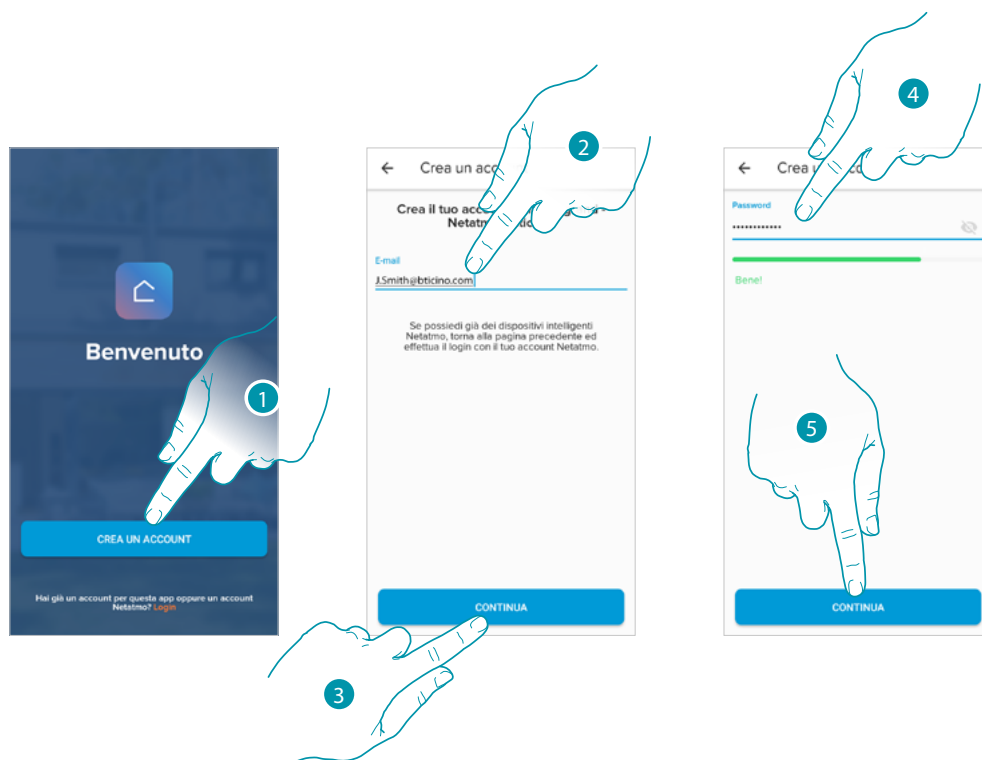 Benvenuto
1
CREA UN ACCOUNT
Hai già un account per questa app oppure un account
Netatmo? Login
2
Crea un acc
Crea il tuo acc
Netatm
E-mail
J.Smith@bticino.com
Se possiedi già dei dispositivi intelligenti
Netatmo, torna alla pagina precedente ed
effettua il login con il tuo account Netatmo.
CONTINUA
3
4
Crea
Password
••••••••••••
Bene!
5
CONTINUA